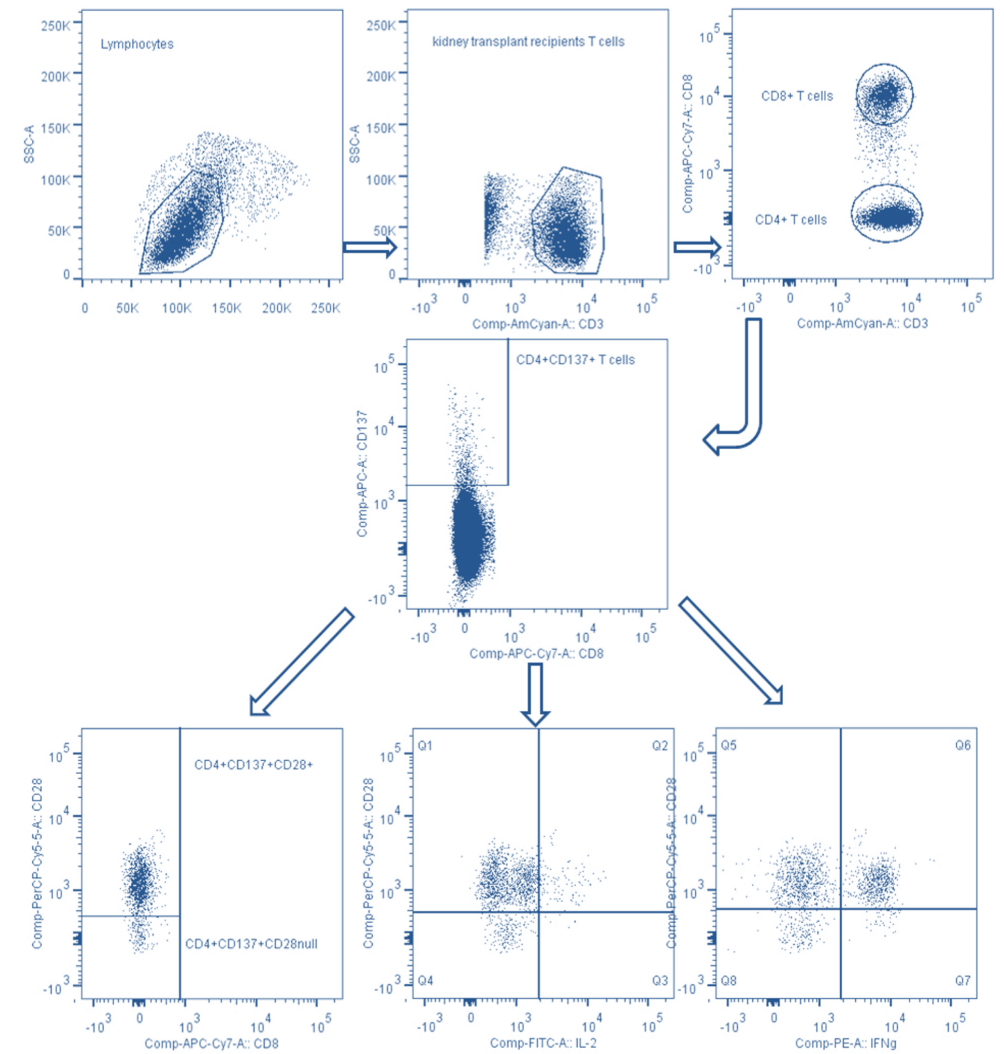 Lymphocytes
250K
200K
150K
100K
50K
0
SSC-A
0 50K 100K 150K 200K 250K
kidney transplant recipients T cells
250K
200K
150K
100K
50K
0
SSC-A
-10³ 0 10³ 10⁴ 10⁵
Comp-AmCyan-A:: CD3
10⁵
10⁴
10³
-10³
Comp-APC-Cy7-A:: CD8
CD8+ T cells
CD4+ T cells
-10³ 0 10³ 10⁴ 10⁵
Comp-AmCyan-A:: CD3
CD4+CD137+ T cells
10⁵
10⁴
10³
-10³
Comp-APC-A:: CD137
-10³ 0 10³ 10⁴ 10⁵
Comp-APC-Cy7-A:: CD8
10⁵
10⁴
10³
-10³
Comp-PerCP-Cy5-5-A:: CD28
CD4+CD137+CD28+
CD4+CD137+CD28null
-10³ 0 10³ 10⁴ 10⁵
Comp-APC-Cy7-A:: CD8
10⁵
10⁴
10³
-10³
Comp-PerCP-Cy5-5-A:: CD28
Q1 Q2
Q4 Q3
-10³ 0 10³ 10⁴ 10⁵
Comp-FITC-A:: IL-2
10⁵
10⁴
10³
-10³
Comp-PerCP-Cy5-5-A:: CD28
Q5 Q6
Q8 Q7
-10³ 0 10³ 10⁴ 10⁵
Comp-PE-A:: IFNg